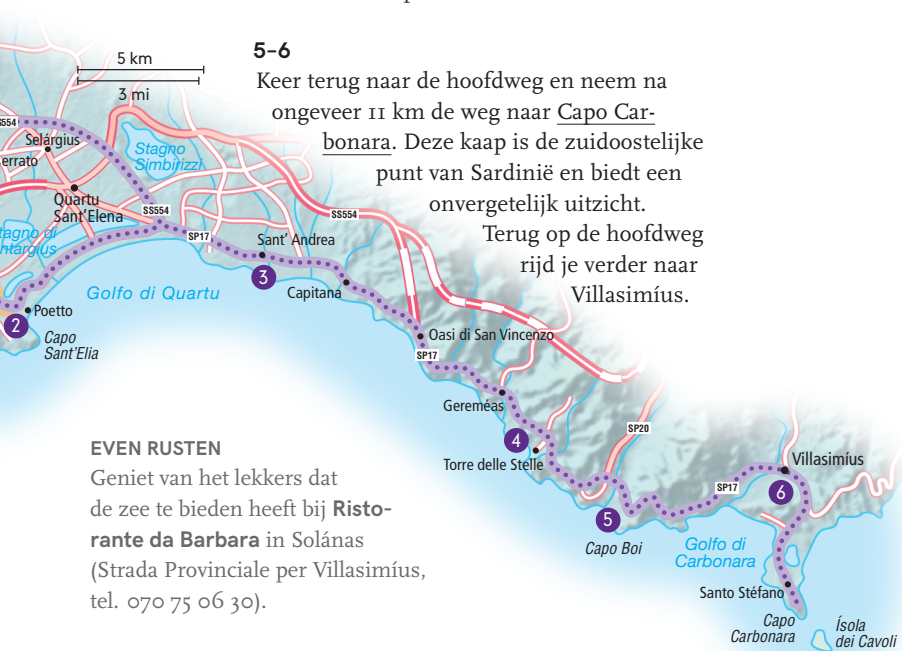 5–6
Keer terug naar de hoofdweg en neem na
ongeveer 11 km de weg naar Capo Car-
bonara. Deze kaap is de zuidoostelijke
punt van Sardinië en biedt een
onvergetelijk uitzicht.
Terug op de hoofdweg
rijd je verder naar
Villasimíus.
5 km
3 mi
SS554
Selárgius
errato
Stagno
Simbirizzi
Quartu
Sant'Elena
SS554
SS554
SP17
Sant' Andrea
3
Capitana
Golfo di Quartu
2
Poetto
Capo
Sant'Elia
Oasi di San Vincenzo
SP17
Gereméas
4
Torre delle Stelle
SP20
5
Capo Boi
SP17
Villasimíus
6
Golfo di
Carbonara
Santo Stéfano
Capo
Carbonara
Ísola
dei Cavoli
EVEN RUSTEN
Geniet van het lekkers dat
de zee te bieden heeft bij Risto-
rante da Barbara in Solánas
(Strada Provinciale per Villasimíus,
tel. 070 75 06 30).